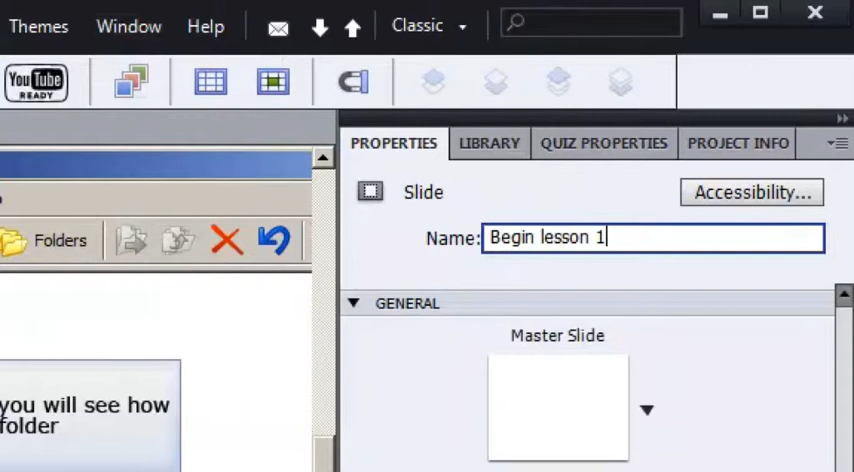 Themes Window Help Classic
You Tube
READY
PROPERTIES LIBRARY QUIZ PROPERTIES PROJECT INFO
Slide Accessibility...
Folders Name: Begin lesson 1
GENERAL
Master Slide
you will see how
folder